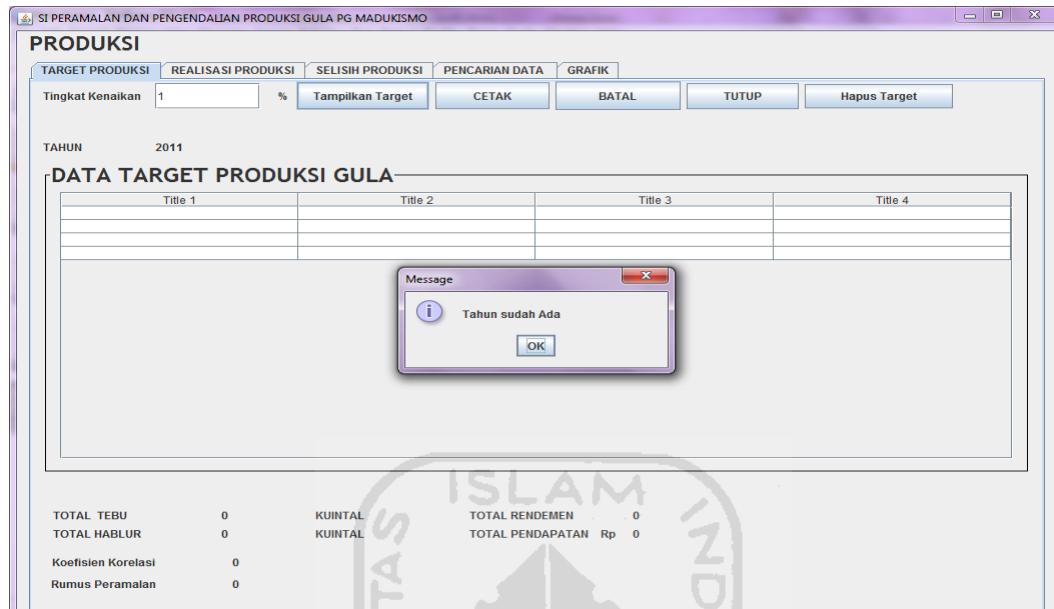 SI PERAMALAN DAN PENGENDALIAN PRODUKSI GULA PG MADUKISMO
PRODUKSI
TARGET PRODUKSI REALISASI PRODUKSI SELISIH PRODUKSI PENCARIAN DATA GRAFIK
Tingkat Kenaikan 1 % Tampilkan Target CETAK BATAL TUTUP Hapus Target
TAHUN 2011
DATA TARGET PRODUKSI GULA
Title 1 Title 2 Title 3 Title 4
Message
Tahun sudah Ada
OK
TOTAL TEBU 0 KUINTAL TOTAL RENDEMEN 0
TOTAL HABLUR 0 KUINTAL TOTAL PENDAPATAN Rp 0
Koefisien Korelasi 0
Rumus Peramalan 0
ISLAM
IND
TAS